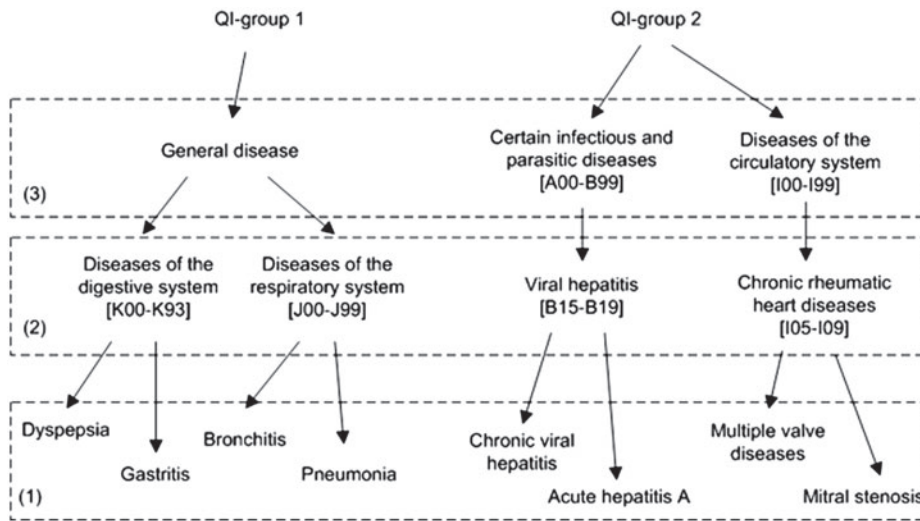 QI-group 1
QI-group 2
General disease
Certain infectious and
parasitic diseases
[A00-B99]
Diseases of the
circulatory system
[I00-I99]
(3)
Diseases of the
digestive system
[K00-K93]
Diseases of the
respiratory system
[J00-J99]
Viral hepatitis
[B15-B19]
Chronic rheumatic
heart diseases
[I05-I09]
(2)
Dyspepsia
Gastritis
Bronchitis
Pneumonia
Chronic viral
hepatitis
Acute hepatitis A
Multiple valve
diseases
Mitral stenosis
(1)